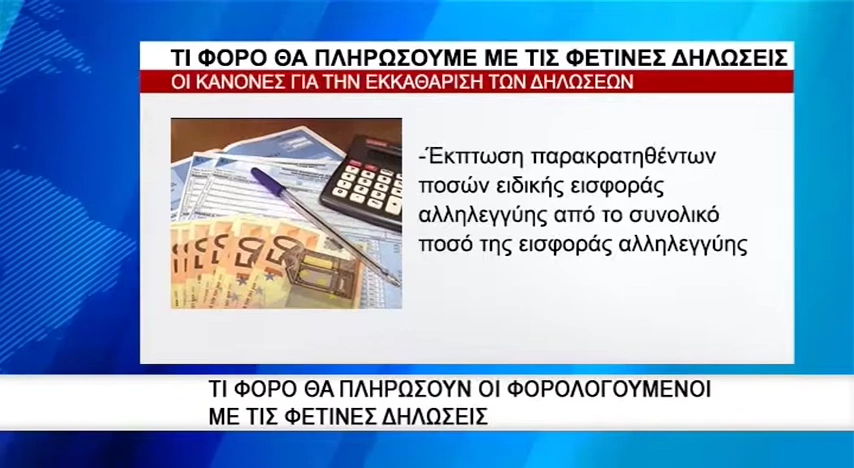 ΤΙ ΦΟΡΟ ΘΑ ΠΛΗΡΩΣΟΥΜΕ ΜΕ ΤΙΣ ΦΕΤΙΝΕΣ ΔΗΛΩΣΕΙΣ
ΟΙ ΚΑΝΟΝΕΣ ΓΙΑ ΤΗΝ ΕΚΚΑΘΑΡΙΣΗ ΤΩΝ ΔΗΛΩΣΕΩΝ
-Έκπτωση παρακρατηθέντων
ποσών ειδικής εισφοράς
αλληλεγγύης από το συνολικό
ποσό της εισφοράς αλληλεγγύης
50 50
ΤΙ ΦΟΡΟ ΘΑ ΠΛΗΡΩΣΟΥΝ ΟΙ ΦΟΡΟΛΟΓΟΥΜΕΝΟΙ
ΜΕ ΤΙΣ ΦΕΤΙΝΕΣ ΔΗΛΩΣΕΙΣ